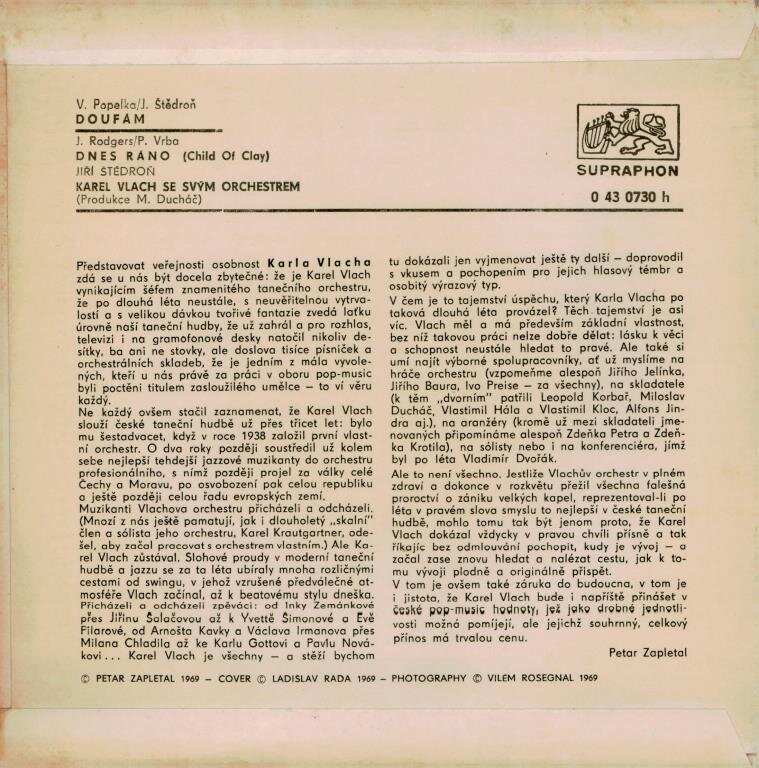 V. Popelka/J. Štědroň
DOUFÁM
J. Rodgers/P. Vrba
DNES RÁNO (Child Of Clay)
JIŘÍ ŠTĚDROŇ
KAREL VLACH SE SVÝM ORCHESTREM
(Produkce M. Ducháč)
SUPRAPHON
0 43 0730 h
Představovat veřejnosti osobnost Karla Vlacha
zdá se u nás být docela zbytečné: že je Karel Vlach
vynikajícím šéfem znamenitého tanečního orchestru,
že po dlouhá léta neustále, s neuvěřitelnou vytrva-
lostí a s velikou dávkou tvořivé fantazie zvedá laťku
úrovně naší taneční hudby, že už zahrál a pro rozhlas,
televizi i na gramofonové desky natočil nikoliv de-
sítky, ba ani ne stovky, ale doslova tisíce písniček a
orchestrálních skladeb, že je jedním z mála vyvole-
ných, kteří u nás právě za práci v oboru pop-music
byli poctěni titulem zasloužilého umělce – to ví věru
každý.
Ne každý ovšem stačil zaznamenat, že Karel Vlach
slouží české taneční hudbě už přes třicet let: bylo
mu šestadvacet, když v roce 1938 založil první vlast-
ní orchestr. O dva roky později soustředil už kolem
sebe nejlepší tehdejší jazzové muzikanty do orchestru
profesionálního, s nímž později projel za války celé
Čechy a Moravu, po osvobození pak celou republiku
a ještě později celou řadu evropských zemí.
Muzikanti Vlachova orchestru přicházeli a odcházeli.
(Mnozí z nás ještě pamatují, jak i dlouholetý „skalní"
člen a sólista jeho orchestru, Karel Krautgartner, ode-
šel, aby začal pracovat s orchestrem vlastním.) Ale Ka-
rel Vlach zůstával. Slohové proudy v moderní taneční
hudbě a jazzu se za ta léta ubíraly mnoha rozličnými
cestami od swingu, v jehož vzrušené předválečné at-
mosféře Vlach začínal, až k beatovému stylu dneška.
Přicházeli a odcházeli zpěváci: od Inky Zemánkové
přes Jiřinu Salačovou až k Yvettě Simonové a Evě
Pilarové, od Arnošta Kavky a Václava Irmanova přes
Milana Chladila až ke Karlu Gottovi a Pavlu Nová-
kovi... Karel Vlach je všechny – a stěží bychom
tu dokázali jen vyjmenovat ještě ty další – doprovodil
s vkusem a pochopením pro jejich hlasový témbr a
osobitý výrazový typ.
V čem je to tajemství úspěchu, který Karla Vlacha po
taková dlouhá léta provázel? Těch tajemství je asi
víc. Vlach měl a má především základní vlastnost,
bez níž takovou práci nelze dobře dělat: lásku k věci
a schopnost neustále hledat to pravé. Ale také si
umí najít výborné spolupracovníky, ať už myslíme na
hráče orchestru (vzpomeňme alespoň Jiřího Jelínka,
Jiřího Baura, Ivo Preise – za všechny), na skladatele
(k těm „dvorním" patřili Leopold Korbař, Miloslav
Ducháč, Vlastimil Hála a Vlastimil Kloc, Alfons Jin-
dra aj.), na aranžéry (kromě už mezi skladateli jme-
novaných připomínáme alespoň Zdeňka Petra a Zdeň-
ka Krotila), na sólisty nebo i na konferenciéra, jímž
byl po léta Vladimír Dvořák.
Ale to není všechno. Jestliže Vlachův orchestr v plném
zdraví a dokonce v rozkvětu přežil všechna falešná
proroctví o zániku velkých kapel, reprezentoval-li po
léta v pravém slova smyslu to nejlepší v české taneční
hudbě, mohlo tomu tak být jenom proto, že Karel
Vlach dokázal vždycky v pravou chvíli přísně a tak
říkajíc bez odmlouvání pochopit, kudy je vývoj – a
začal zase znovu hledat a nalézat cestu, jak k to-
mu vývoji plodně a originálně přispět.
V tom je ovšem také záruka do budoucna, v tom je
i jistota, že Karel Vlach bude i napříště přinášet v
české pop-music hodnoty, jež jako drobné jednotli-
vosti možná pomíjejí, ale jejichž souhrnný, celkový
přínos má trvalou cenu.
Petar Zapletal
© PETAR ZAPLETAL 1969 – COVER © LADISLAV RADA 1969 – PHOTOGRAPHY © VILÉM ROSEGNAL 1969